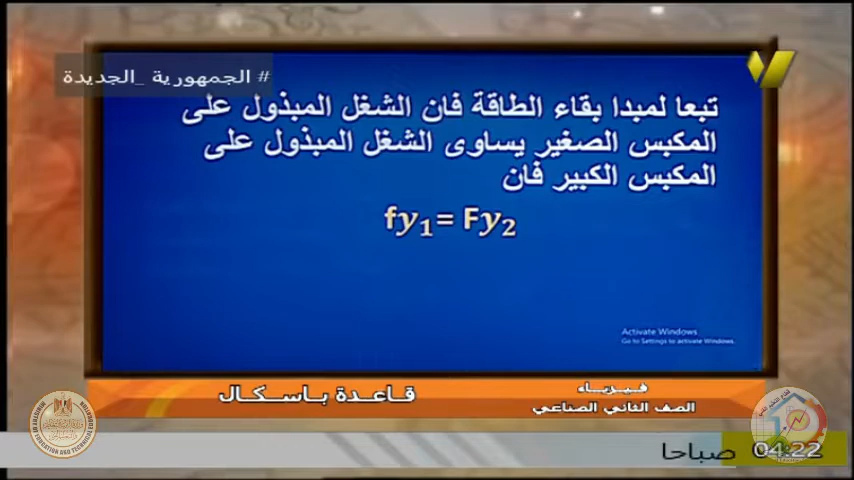 # الجمهورية _الجديدة
تبعا لمبدا بقاء الطاقة فان الشغل المبذول على
المكبس الصغير يساوى الشغل المبذول على
المكبس الكبير فان
fy₁= Fy₂
Activate Windows
Go to Settings to activate Windows.
فيزياء
قاعدة باسكال
الصف الثاني الصناعي
04:22 صباحا